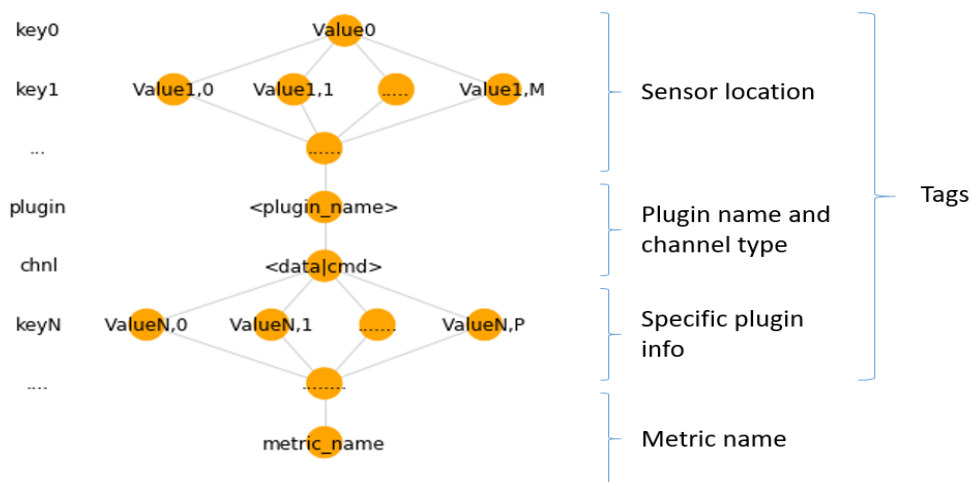 key0 Value0
key1 Value1,0 Value1,1 ..... Value1,M Sensor location
... ......
plugin <plugin_name> Plugin name and
channel type
Tags
chnl <data|cmd>
keyN ValueN,0 ValueN,1 ....... ValueN,P Specific plugin
info
.... ........
metric_name Metric name